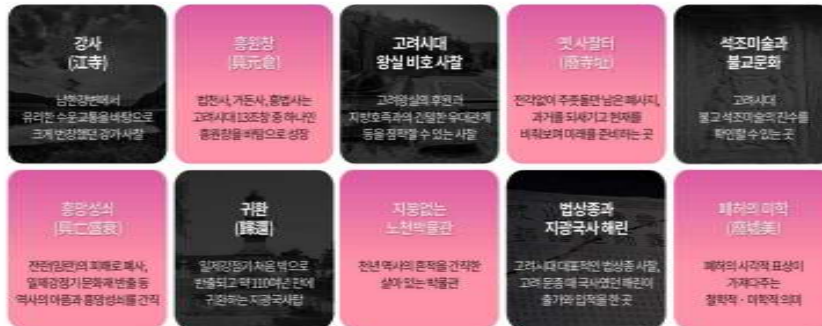 강사
(江寺)
남한강변에서
유려한 수운교통을 바탕으로
크게 번창했던 강가 사찰
흥원창
(興元倉)
법천사, 거돈사, 흥법사는
고려시대 13조창 중 하나인
흥원창을 바탕으로 성장
고려시대
왕실 비호 사찰
고려왕실의 후원과
지방호족과의 긴밀한 유대관계
등을 짐작할 수 있는 사찰
옛 사찰터
(廢寺址)
전각없이 주춧돌만 남은 폐사지,
과거를 되새기고 현재를
비춰보며 미래를 준비하는 곳
석조미술과
불교문화
고려시대
불교 석조미술의 진수를
확인할 수 있는 곳
흥망성쇠
(興亡盛衰)
전란(임란)의 피해로 폐사,
일제강점기 문화재 반출 등
역사의 아픔과 흥망성쇠를 간직
귀환
(歸還)
일제강점기 처음 밖으로
반출되고 약 110여년 만에
귀환하는 지광국사탑
지붕없는
노천박물관
천년 역사의 흔적을 간직한
살아 있는 박물관
법상종과
지광국사 해린
고려시대 대표적인 법상종 사찰,
고려 문종 때 국사였던 해린이
출가와 입적을 한 곳
폐허의 미학
(廢墟美)
폐허의 시각적 표상이
가져다주는
철학적 · 미학적 의미